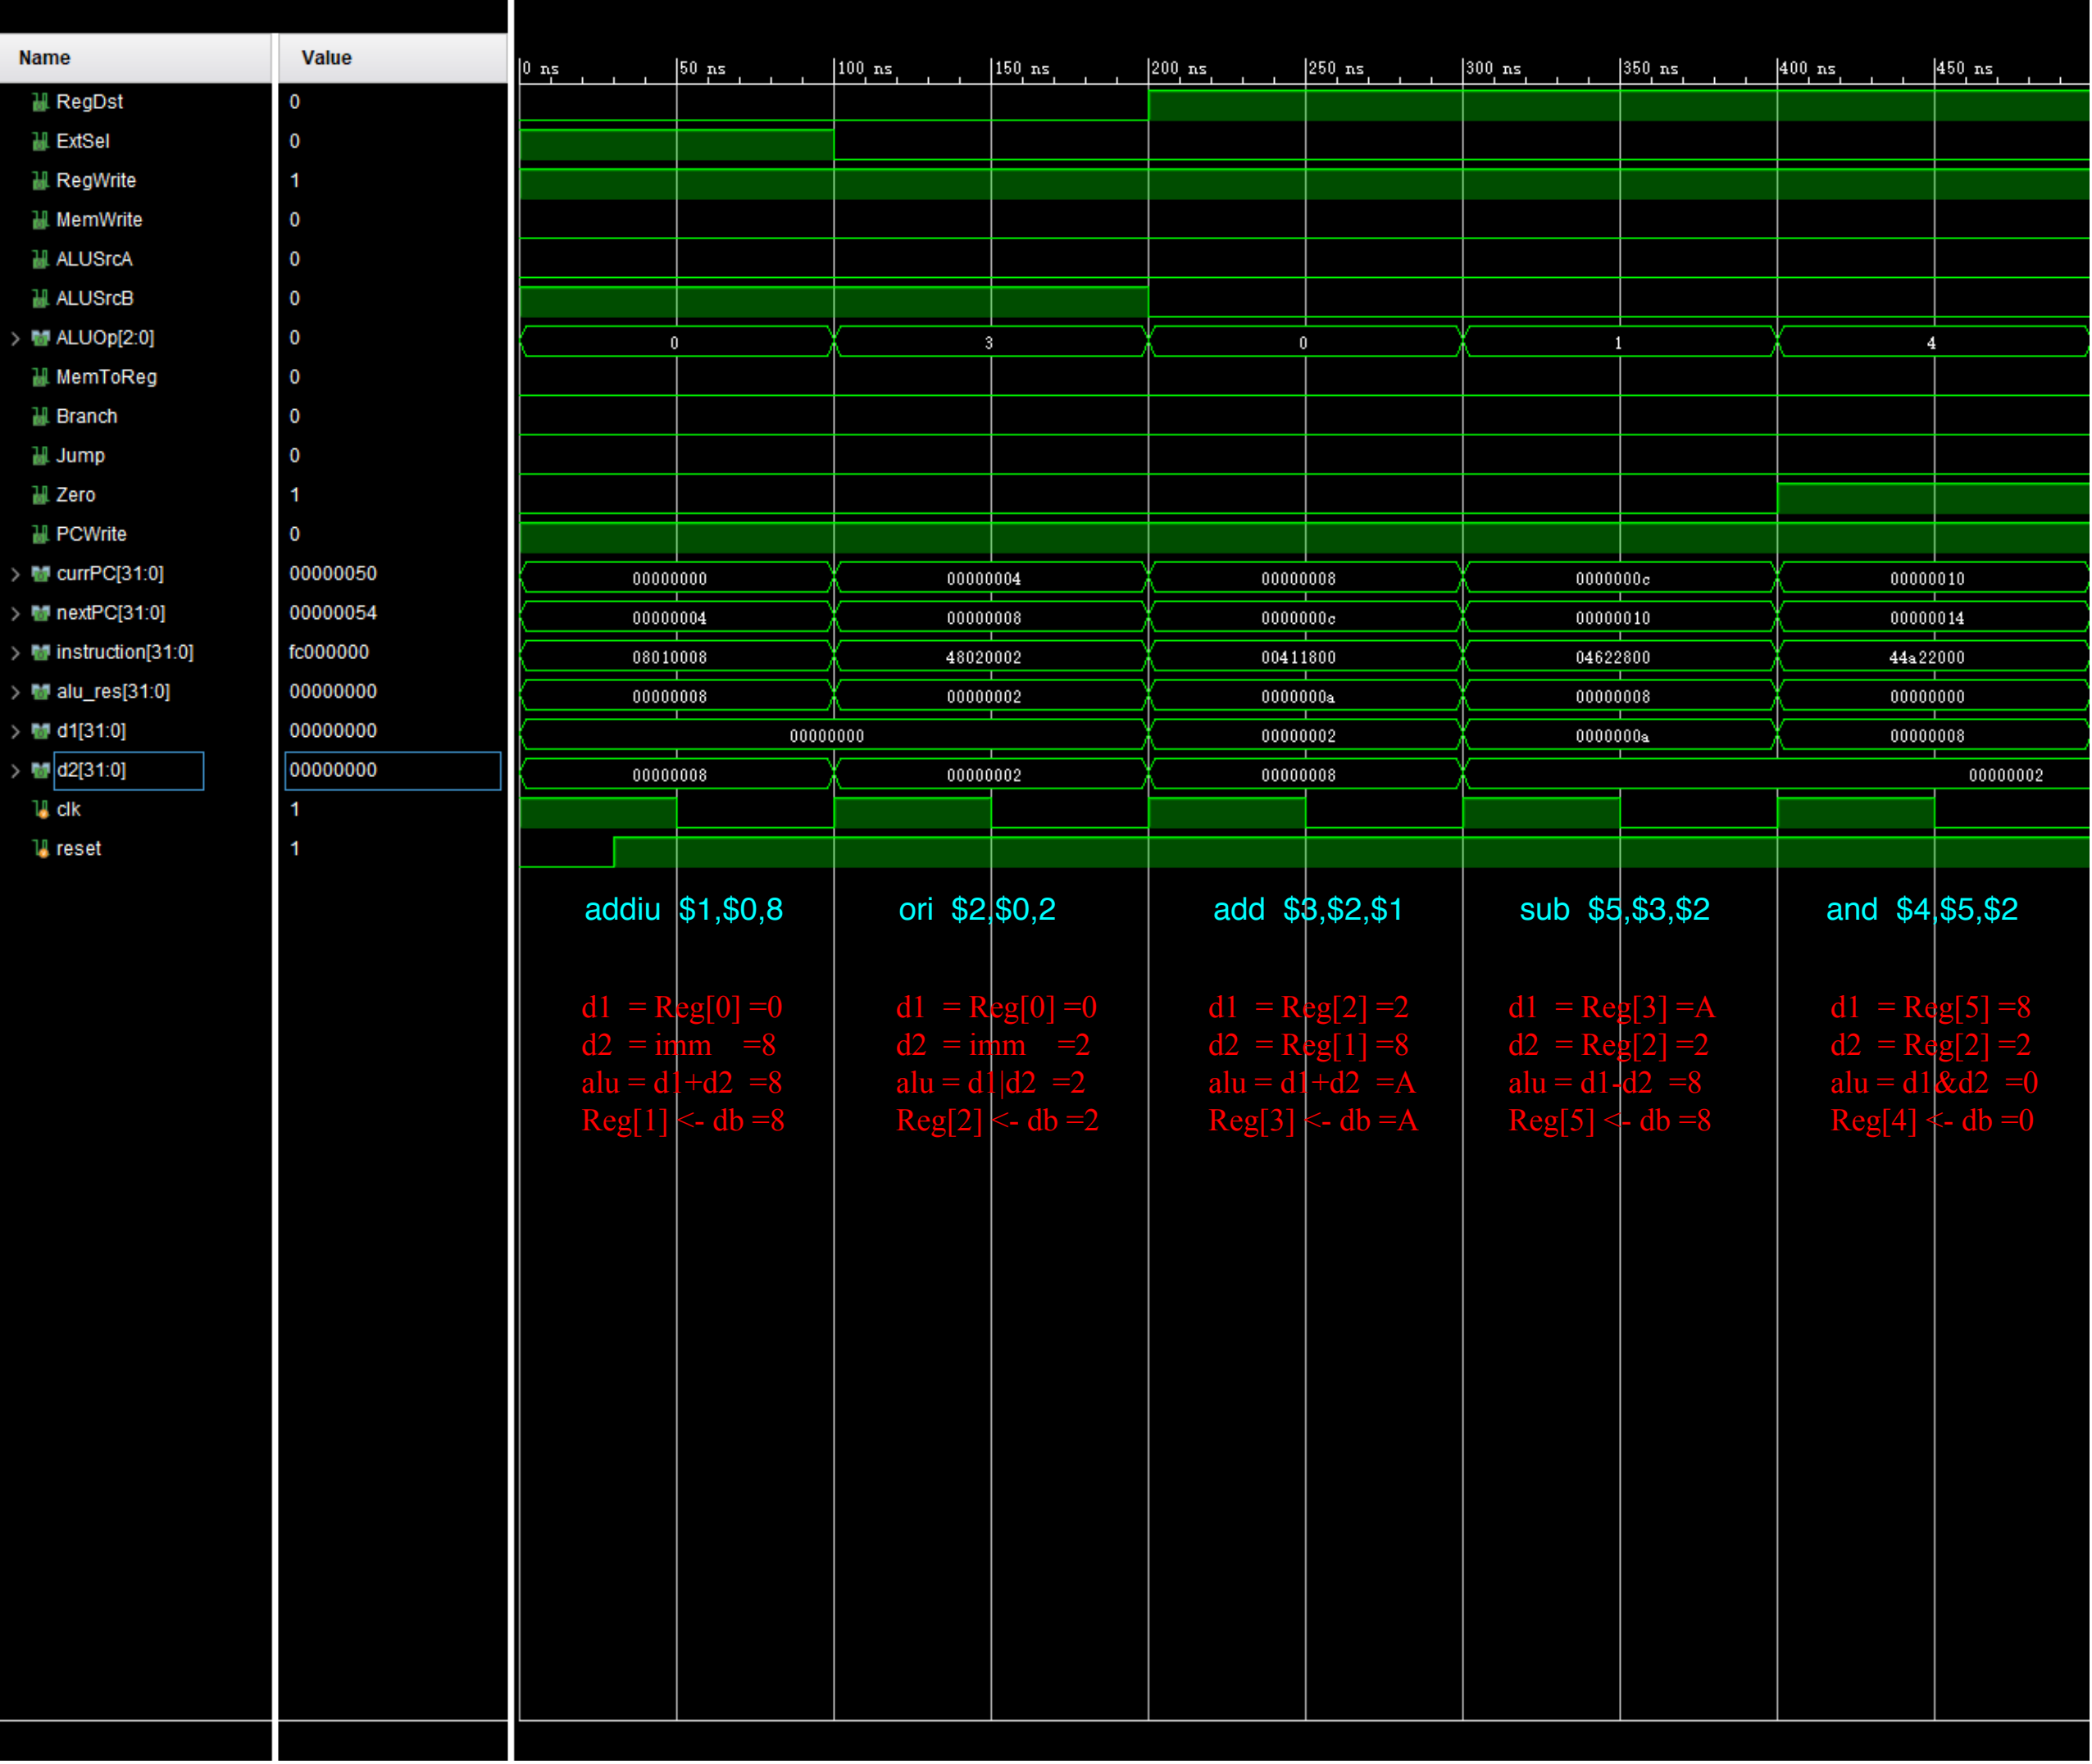 Name Value
0 ns 50 ns 100 ns 150 ns 200 ns 250 ns 300 ns 350 ns 400 ns 450 ns
RegDst 0
ExtSel 0
RegWrite 1
MemWrite 0
ALUSrcA 0
ALUSrcB 0
ALUOp[2:0] 0 0 3 0 1 4
MemToReg 0
Branch 0
Jump 0
Zero 1
PCWrite 0
currPC[31:0] 00000050 00000000 00000004 00000008 0000000c 00000010
nextPC[31:0] 00000054 00000004 00000008 0000000c 00000010 00000014
instruction[31:0] fc000000 08010008 48020002 00411800 04622800 44a22000
alu_res[31:0] 00000000 00000008 00000002 0000000a 00000008 00000000
d1[31:0] 00000000 00000000 00000002 0000000a 00000008
d2[31:0] 00000000 00000008 00000002 00000008 00000002
clk 1
reset 1
addiu $1,$0,8 ori $2,$0,2 add $3,$2,$1 sub $5,$3,$2 and $4,$5,$2
d1 = Reg[0] =0 d1 = Reg[0] =0 d1 = Reg[2] =2 d1 = Reg[3] =A d1 = Reg[5] =8
d2 = imm =8 d2 = imm =2 d2 = Reg[1] =8 d2 = Reg[2] =2 d2 = Reg[2] =2
alu = d1+d2 =8 alu = d1|d2 =2 alu = d1+d2 =A alu = d1-d2 =8 alu = d1&d2 =0
Reg[1] <- db =8 Reg[2] <- db =2 Reg[3] <- db =A Reg[5] <- db =8 Reg[4] <- db =0